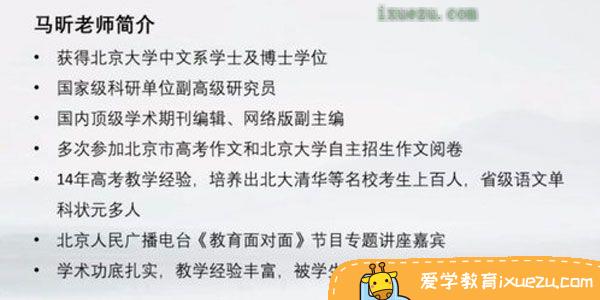 马昕老师简介
ixuezu.com
• 获得北京大学中文系学士及博士学位
• 国家级科研单位副高级研究员
• 国内顶级学术期刊编辑、网络版副主编
• 多次参加北京市高考作文和北京大学自主招生作文阅卷
• 14年高考教学经验，培养出北大清华等名校考生上百人，省级语文单
科状元多人
• 北京人民广播电台《教育面对面》节目专题讲座嘉宾
• 学术功底扎实，教学经验丰富，被学生
爱学教育ixuezu.com